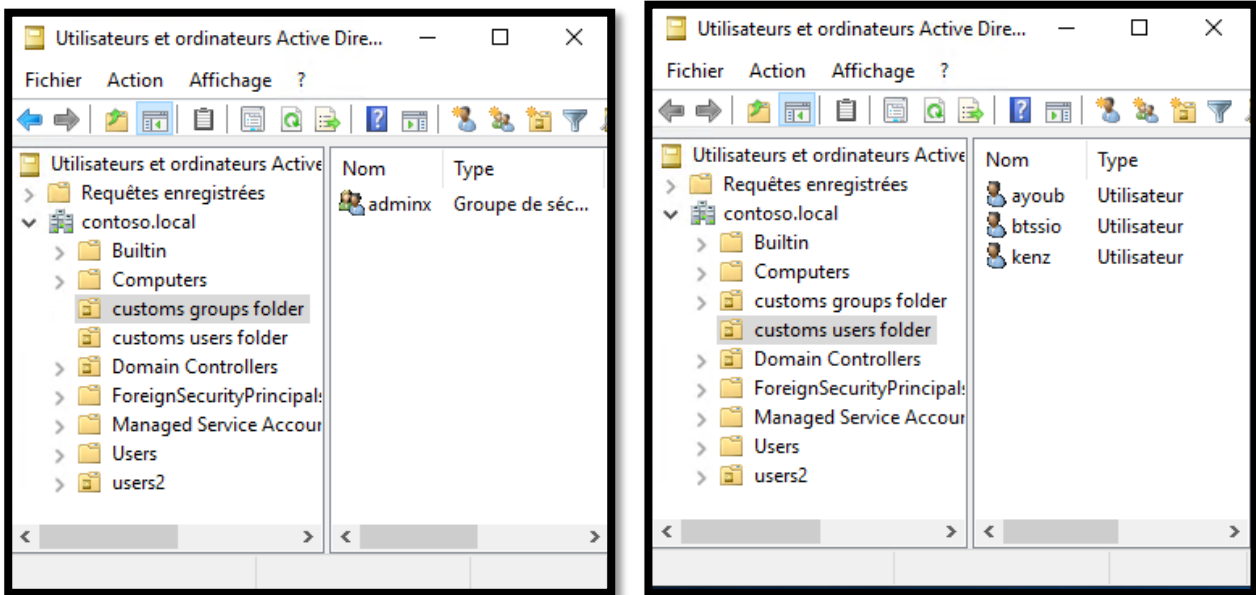 Utilisateurs et ordinateurs Active Dire...
Fichier Action Affichage ?
Utilisateurs et ordinateurs Active
Requêtes enregistrées
contoso.local
Builtin
Computers
customs groups folder
customs users folder
Domain Controllers
ForeignSecurityPrincipals
Managed Service Accour
Users
users2
Nom Type
adminx Groupe de séc...
Utilisateurs et ordinateurs Active Dire...
Fichier Action Affichage ?
Utilisateurs et ordinateurs Active
Requêtes enregistrées
contoso.local
Builtin
Computers
customs groups folder
customs users folder
Domain Controllers
ForeignSecurityPrincipals
Managed Service Accour
Users
users2
Nom Type
ayoub Utilisateur
btssio Utilisateur
kenz Utilisateur